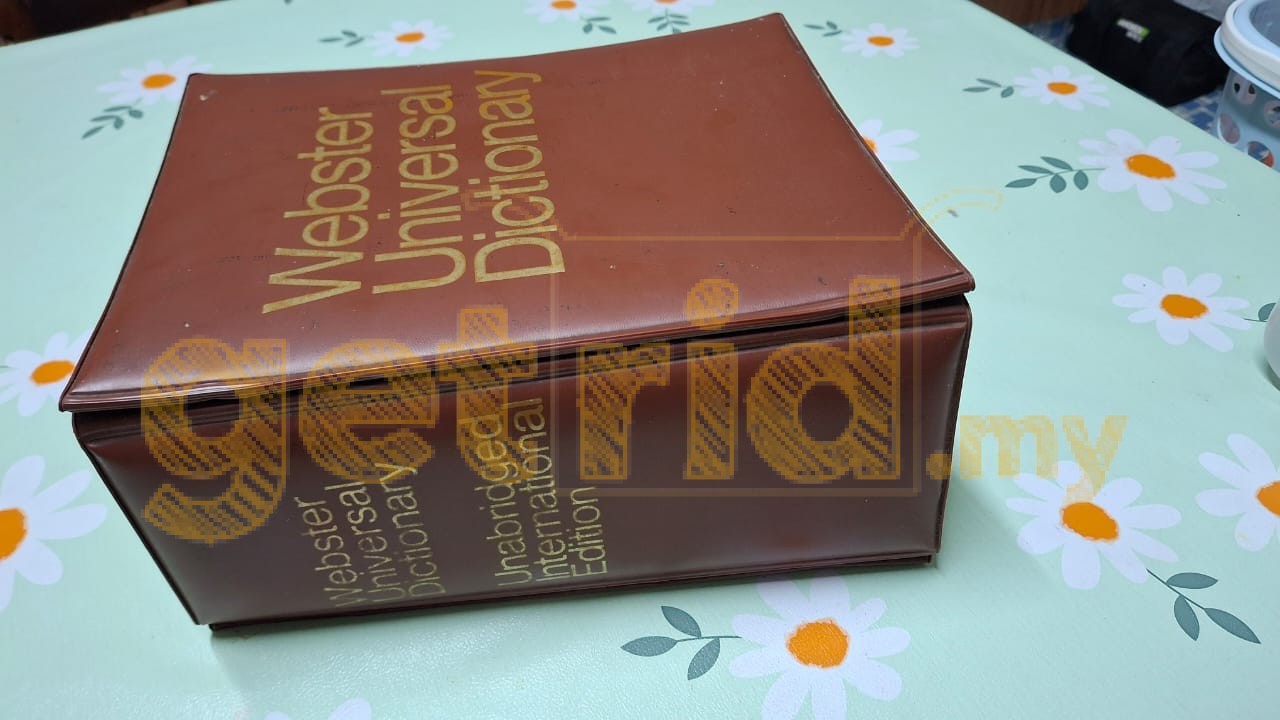 Webster
Universal
Dictionary
getrid.my
Webster
Universal
Dictionary
Unabridged
International
Edition